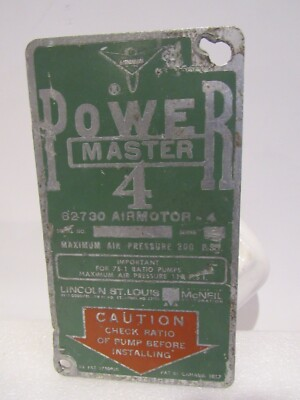 LINCOLN
®
POWER
MASTER
4
82730 AIRMOTOR - 4
MAXIMUM AIR PRESSURE 200 P.S.I.
IMPORTANT
FOR 75:1 RATIO PUMPS
MAXIMUM AIR PRESSURE
LINCOLN ST. LOUIS McNEIL
CAUTION
CHECK RATIO
OF PUMP BEFORE
INSTALLING